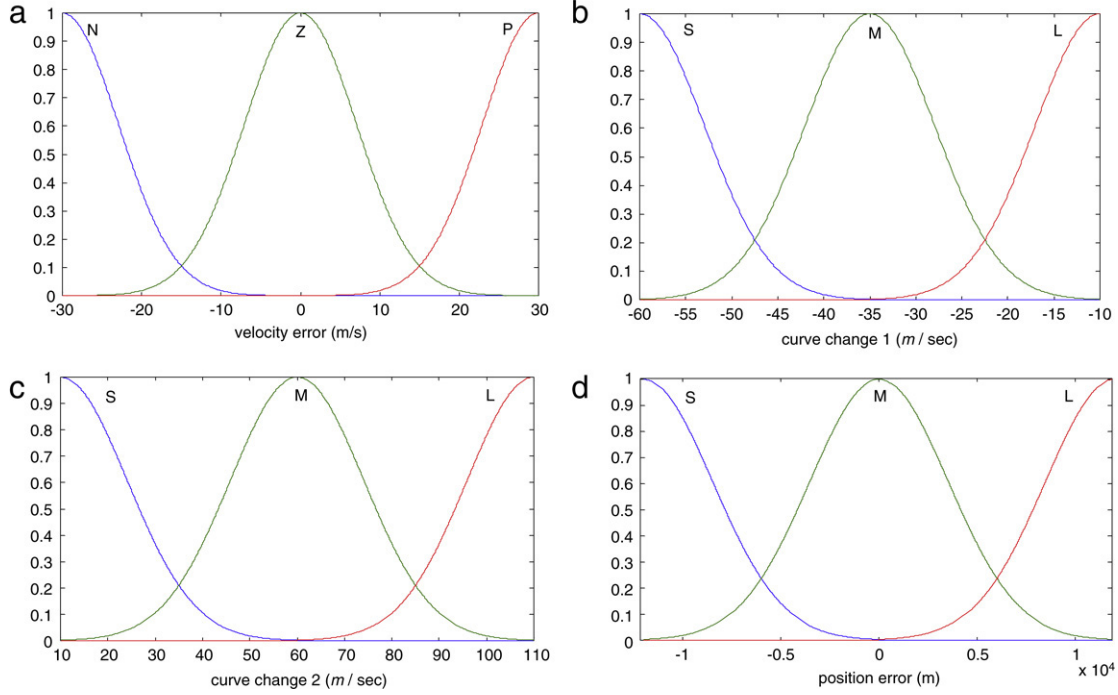 a
N Z P
1
0.9
0.8
0.7
0.6
0.5
0.4
0.3
0.2
0.1
0
-30 -20 -10 0 10 20 30
velocity error (m/s)
b
S M L
1
0.9
0.8
0.7
0.6
0.5
0.4
0.3
0.2
0.1
0
-60 -55 -50 -45 -40 -35 -30 -25 -20 -15 -10
curve change 1 (m / sec)
c
S M L
1
0.9
0.8
0.7
0.6
0.5
0.4
0.3
0.2
0.1
0
10 20 30 40 50 60 70 80 90 100 110
curve change 2 (m / sec)
d
S M L
1
0.9
0.8
0.7
0.6
0.5
0.4
0.3
0.2
0.1
0
-1 -0.5 0 0.5 1
position error (m)
x 10⁴